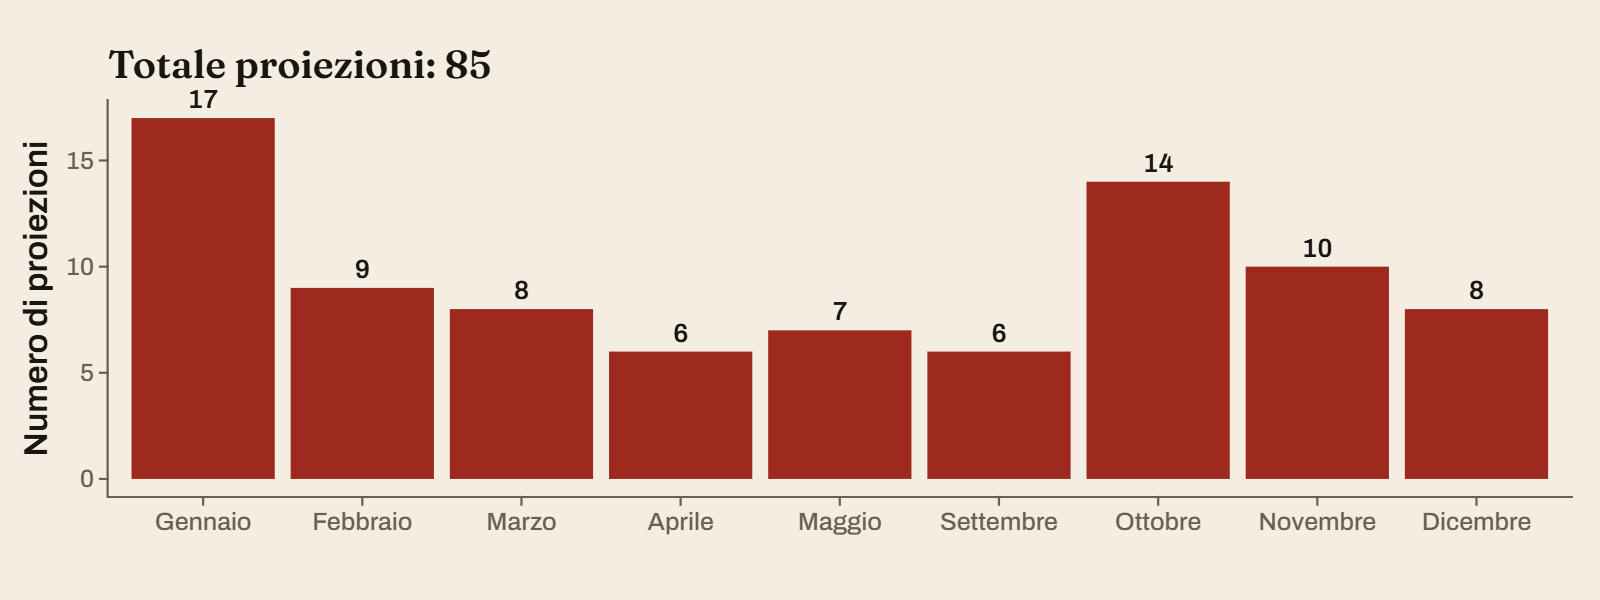 Totale proiezioni: 85
Numero di proiezioni
15
10
5
0
17
9
8
6
7
6
14
10
8
Gennaio
Febbraio
Marzo
Aprile
Maggio
Settembre
Ottobre
Novembre
Dicembre